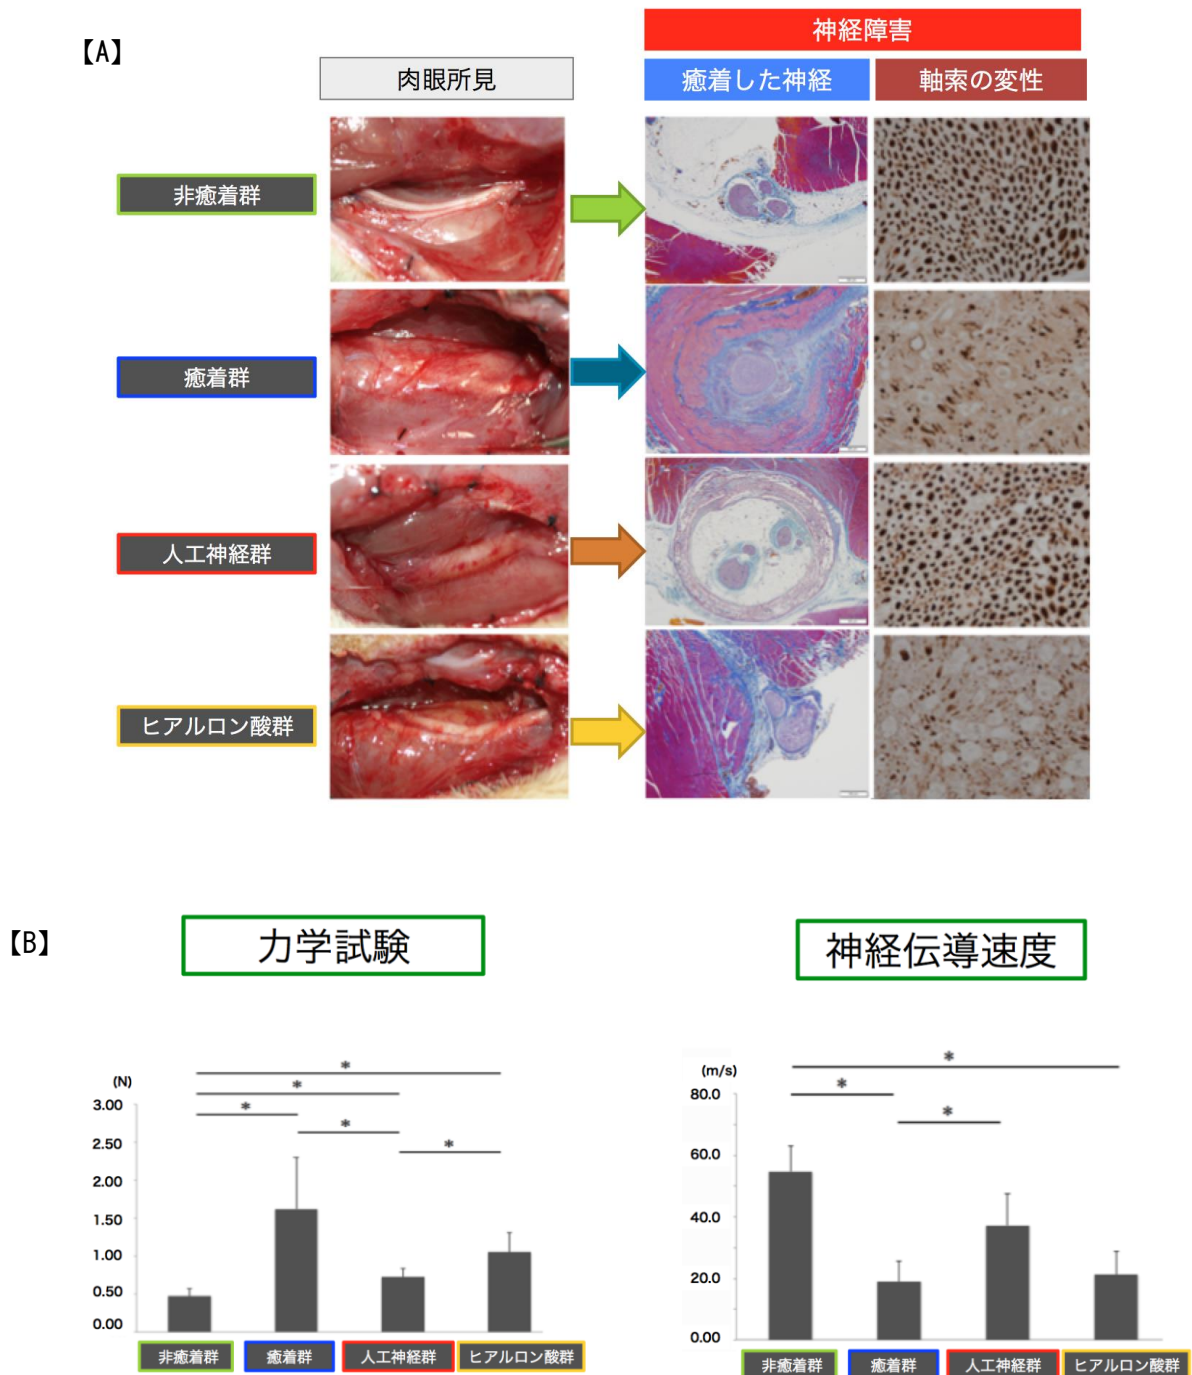 【A】
神経障害
肉眼所見
癒着した神経
軸索の変性
非癒着群
癒着群
人工神経群
ヒアルロン酸群
【B】
力学試験
神経伝導速度
(N)
3.00
2.50
2.00
1.50
1.00
0.50
0.00
*
*
*
*
*
非癒着群
癒着群
人工神経群
ヒアルロン酸群
(m/s)
80.0
60.0
40.0
20.0
0.00
*
*
*
非癒着群
癒着群
人工神経群
ヒアルロン酸群